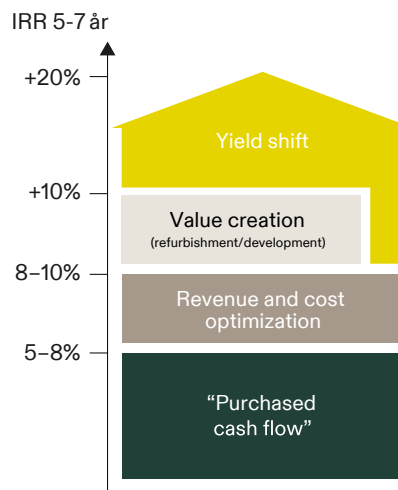 IRR 5-7 år
+20%
Yield shift
+10%
Value creation
(refurbishment/development)
8–10%
Revenue and cost
optimization
5–8%
“Purchased
cash flow”